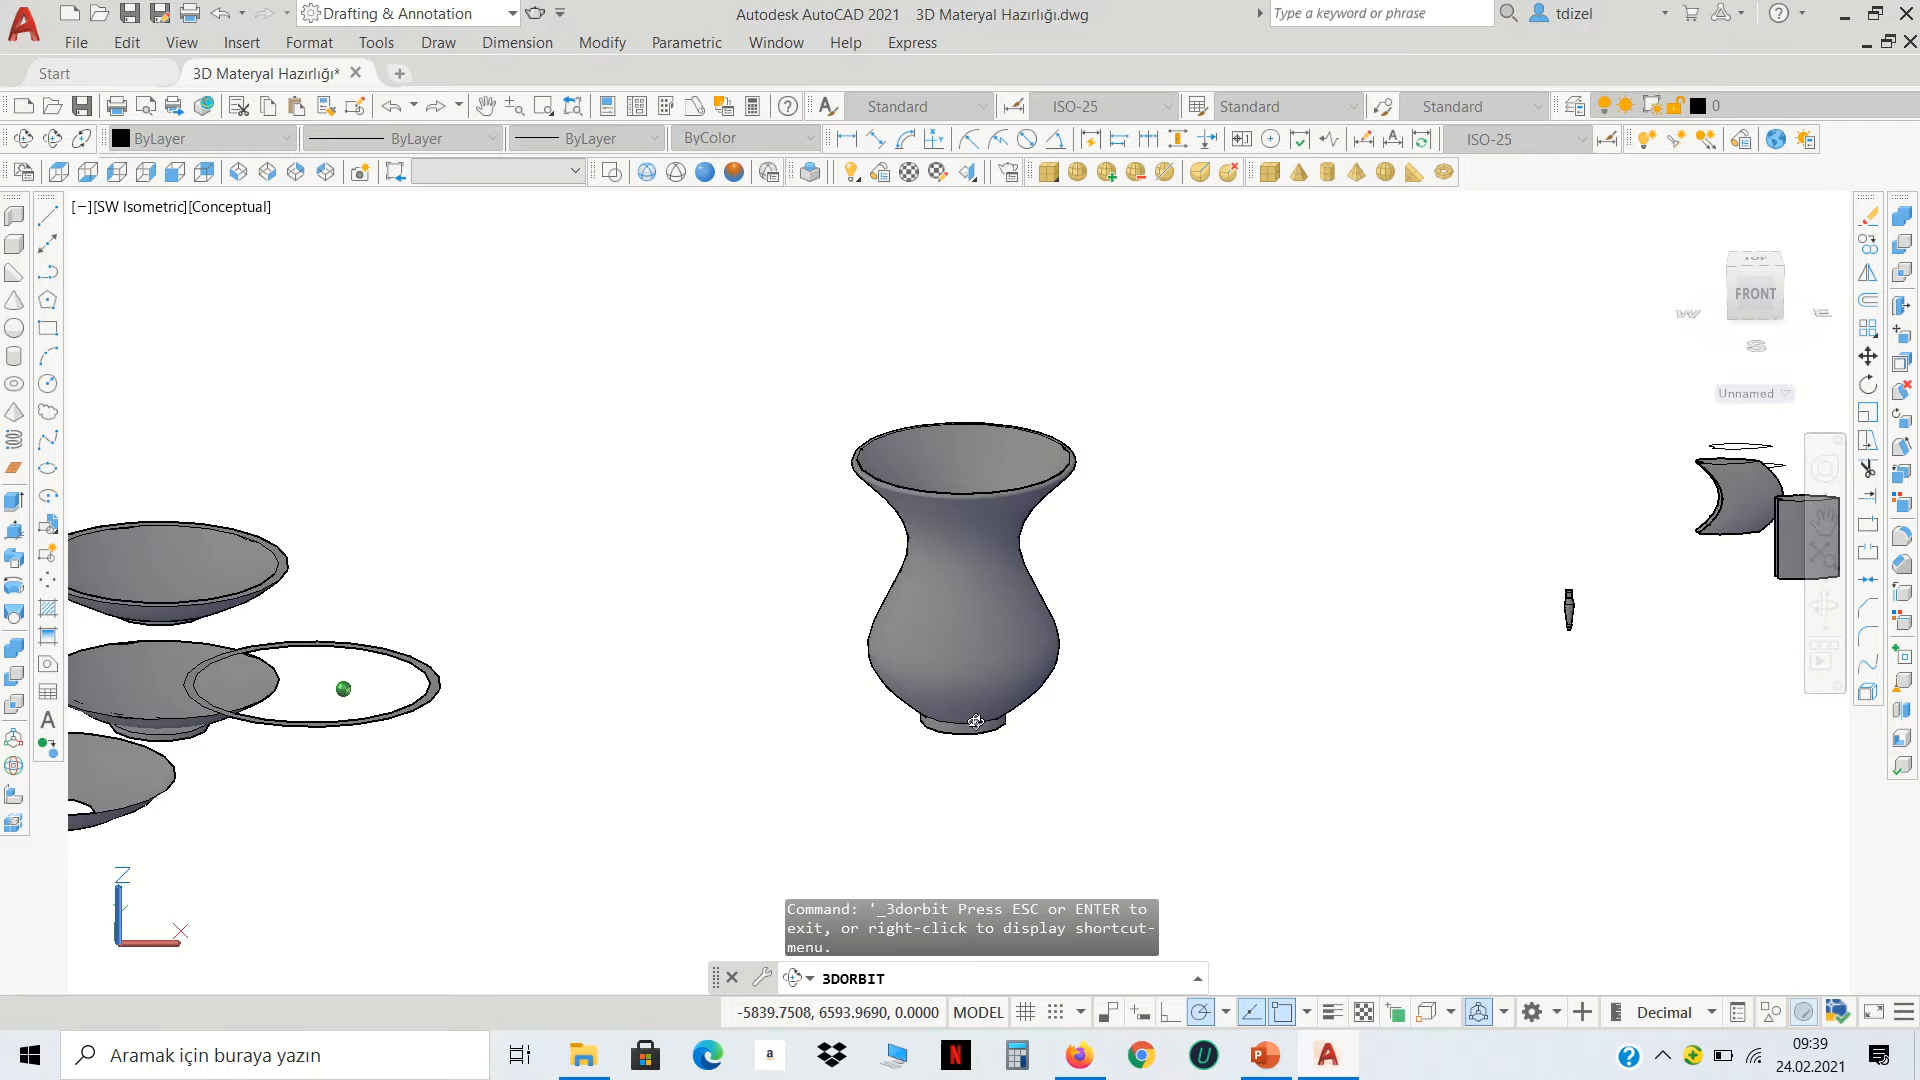 Drafting & Annotation
Autodesk AutoCAD 2021 3D Materyal Hazırlığı.dwg
Type a keyword or phrase
tdizel
File Edit View Insert Format Tools Draw Dimension Modify Parametric Window Help Express
Start
3D Materyal Hazırlığı*
Standard
ISO-25
Standard
Standard
0
ByLayer
ByLayer
ByLayer
ByColor
ISO-25
[−][SW Isometric][Conceptual]
TOP
FRONT
W
E
S
Unnamed
Z
X
Command: '_3dorbit Press ESC or ENTER to
exit, or right-click to display shortcut-
menu.
3DORBIT
-5839.7508, 6593.9690, 0.0000
MODEL
Decimal
Aramak için buraya yazın
09:39
24.02.2021